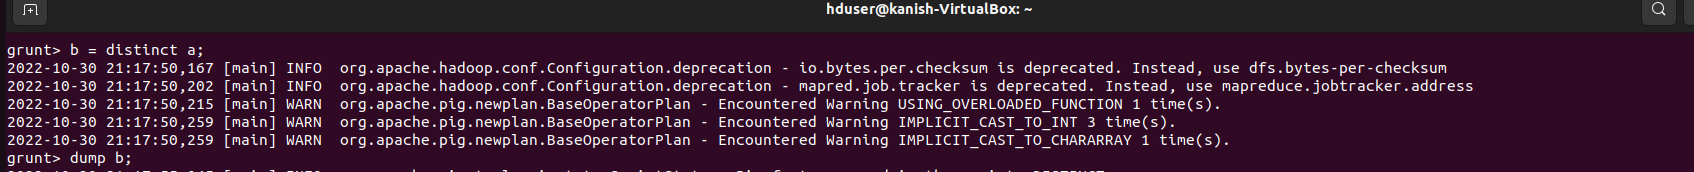 hduser@kanish-VirtualBox: ~
grunt> b = distinct a;
2022-10-30 21:17:50,167 [main] INFO  org.apache.hadoop.conf.Configuration.deprecation - io.bytes.per.checksum is deprecated. Instead, use dfs.bytes-per-checksum
2022-10-30 21:17:50,202 [main] INFO  org.apache.hadoop.conf.Configuration.deprecation - mapred.job.tracker is deprecated. Instead, use mapreduce.jobtracker.address
2022-10-30 21:17:50,215 [main] WARN  org.apache.pig.newplan.BaseOperatorPlan - Encountered Warning USING_OVERLOADED_FUNCTION 1 time(s).
2022-10-30 21:17:50,259 [main] WARN  org.apache.pig.newplan.BaseOperatorPlan - Encountered Warning IMPLICIT_CAST_TO_INT 3 time(s).
2022-10-30 21:17:50,259 [main] WARN  org.apache.pig.newplan.BaseOperatorPlan - Encountered Warning IMPLICIT_CAST_TO_CHARARRAY 1 time(s).
grunt> dump b;